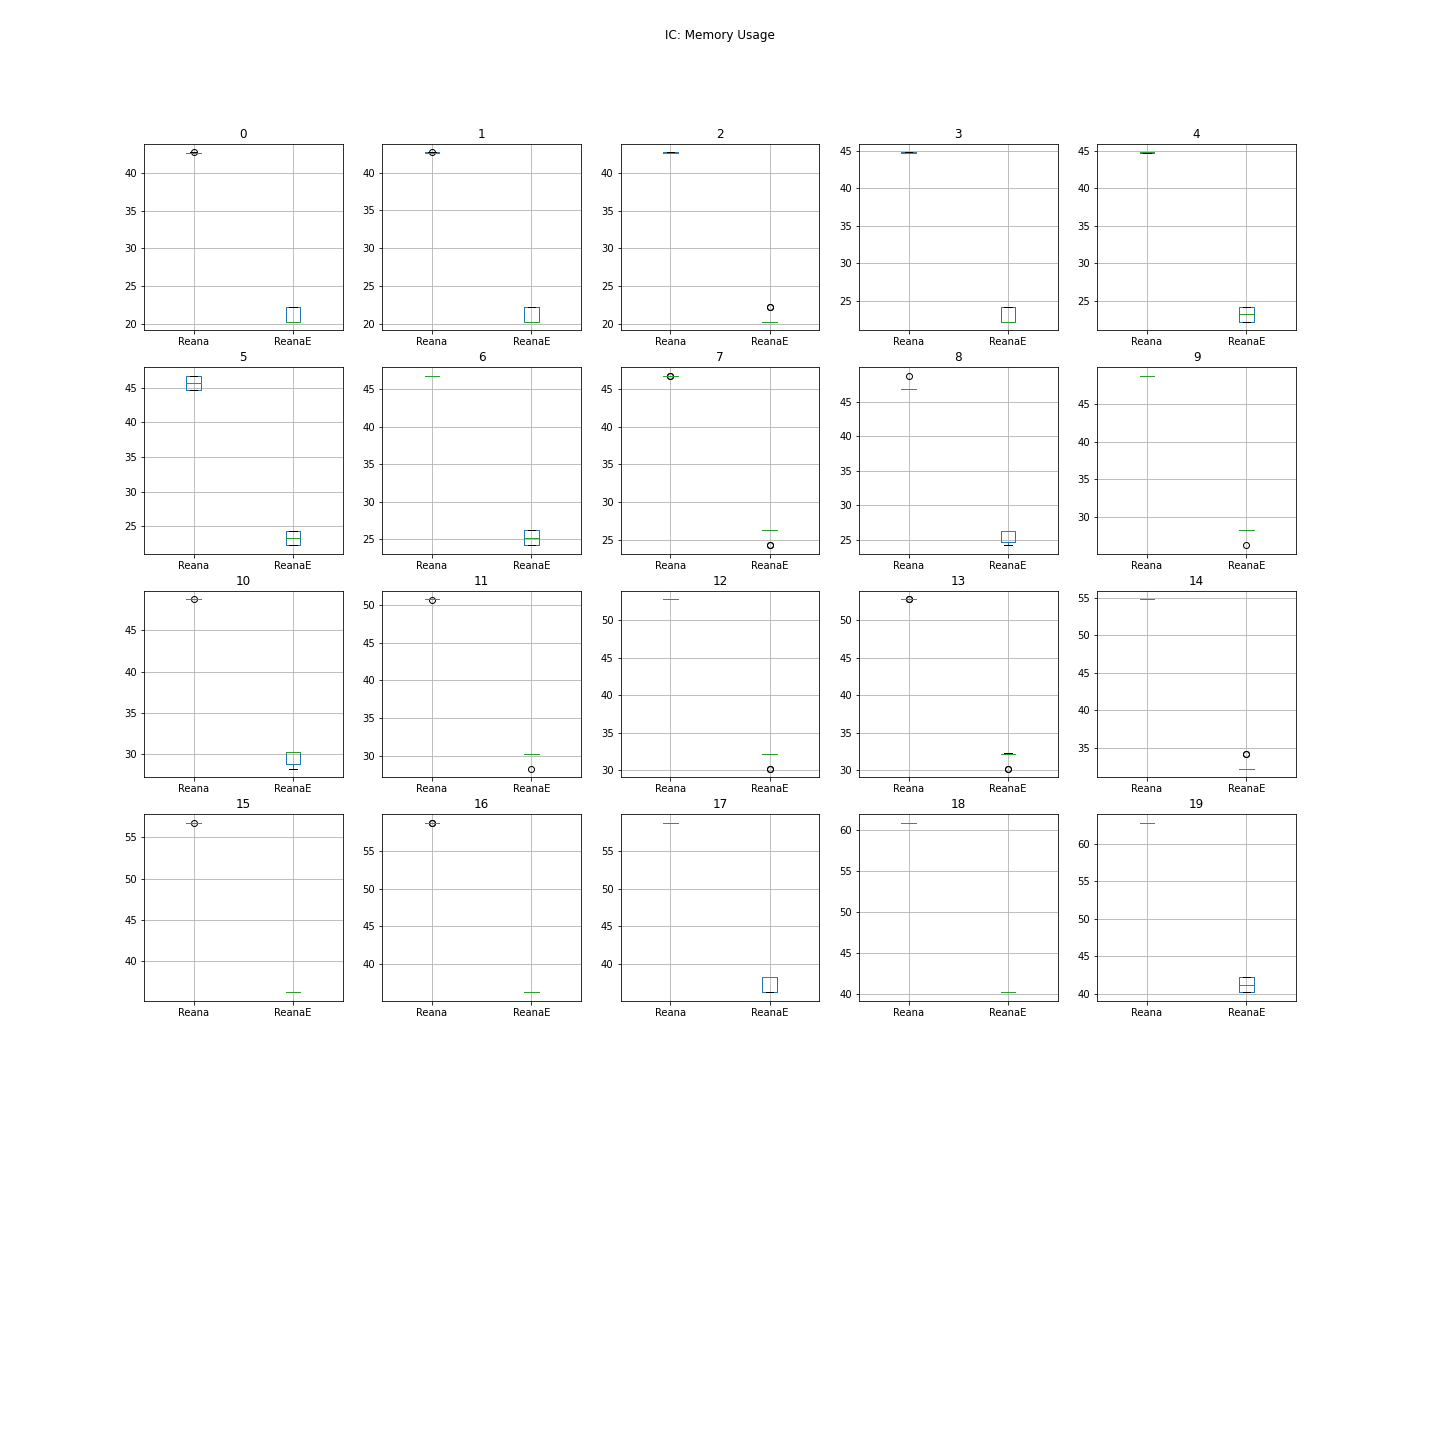 IC: Memory Usage
0 1 2 3 4
40 40 40 45 45
35 35 35 40 40
30 30 30 35 35
25 25 25 30 30
20 20 20 25 25
Reana ReanaE Reana ReanaE Reana ReanaE Reana ReanaE Reana ReanaE
5 6 7 8 9
45 45 45 45 45
40 40 40 40 40
35 35 35 35 35
30 30 30 30 30
25 25 25 25
Reana ReanaE Reana ReanaE Reana ReanaE Reana ReanaE Reana ReanaE
10 11 12 13 14
45 50 50 50 55
40 45 45 45 50
35 40 40 40 45
30 35 35 35 40
30 30 30 35
Reana ReanaE Reana ReanaE Reana ReanaE Reana ReanaE Reana ReanaE
15 16 17 18 19
55 55 55 60 60
50 50 50 55 55
45 45 45 50 50
40 40 40 45 45
40 40
Reana ReanaE Reana ReanaE Reana ReanaE Reana ReanaE Reana ReanaE